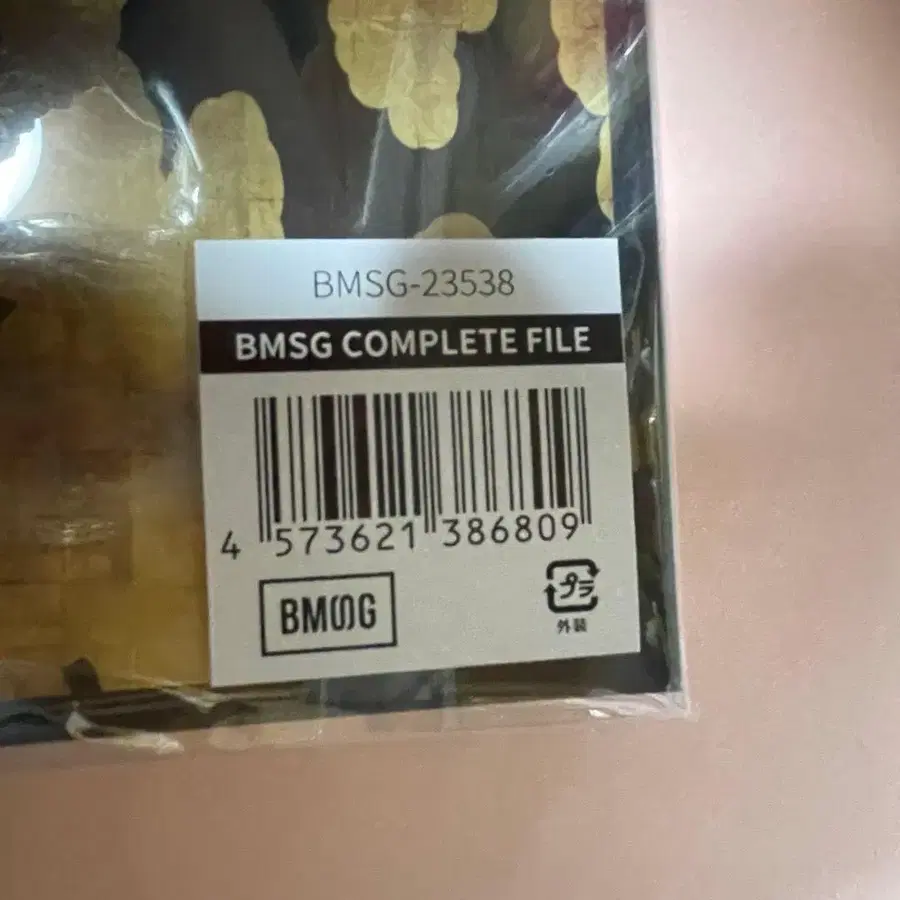 BMSG-23538
BMSG COMPLETE FILE
4 573621 386809
BMSG
プラ
外装